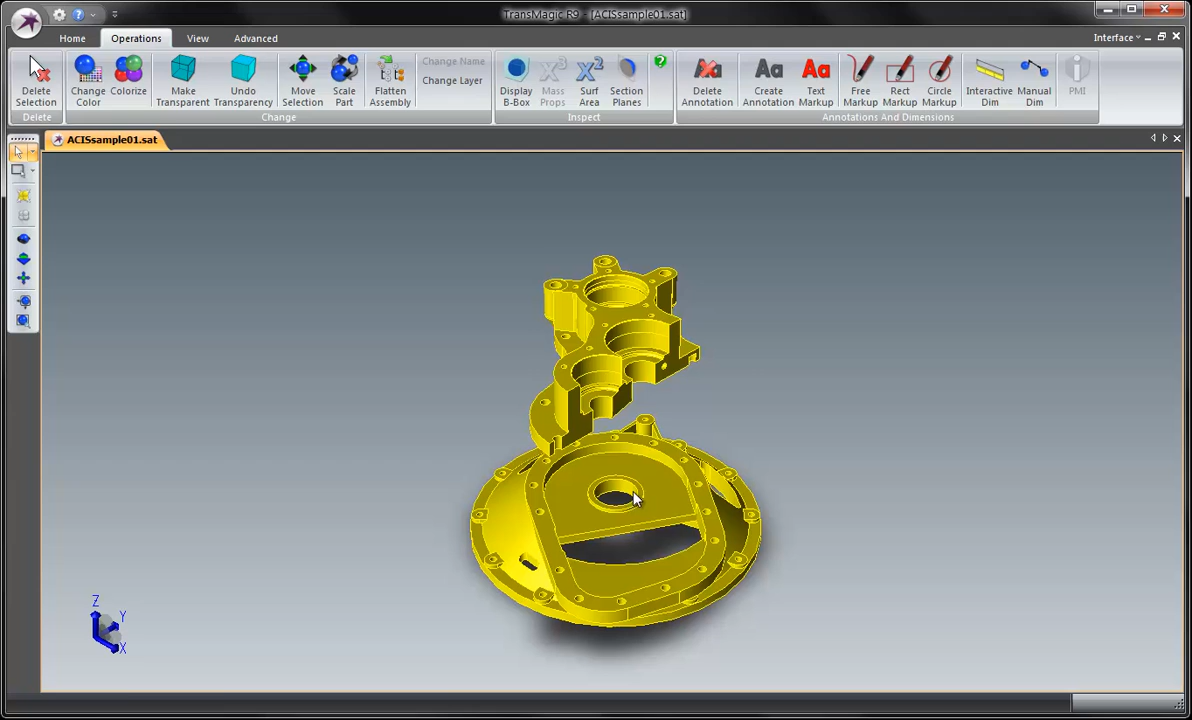 TransMagic R9 - [ACISsample01.sat]
Home Operations View Advanced Interface
Delete Selection
Change Color
Colorize
Make Transparent
Undo Transparency
Move Selection
Scale Part
Flatten Assembly
Change Name
Change Layer
Display B-Box
Mass Props
Surf Area
Section Planes
Delete Annotation
Create Annotation
Text Markup
Free Markup
Rect Markup
Circle Markup
Interactive Dim
Manual Dim
PMI
Delete Change Inspect Annotations And Dimensions
ACISsample01.sat
Z
Y
X